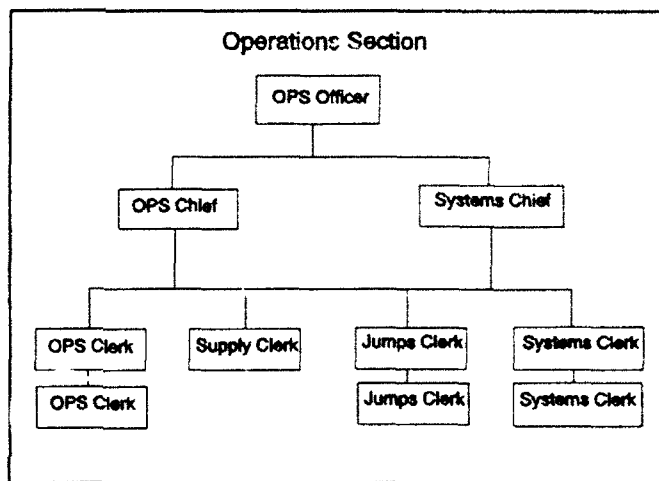 Operations Section
OPS Officer
OPS Chief
Systems Chief
OPS Clerk
Supply Clerk
Jumps Clerk
Systems Clerk
OPS Clerk
Jumps Clerk
Systems Clerk